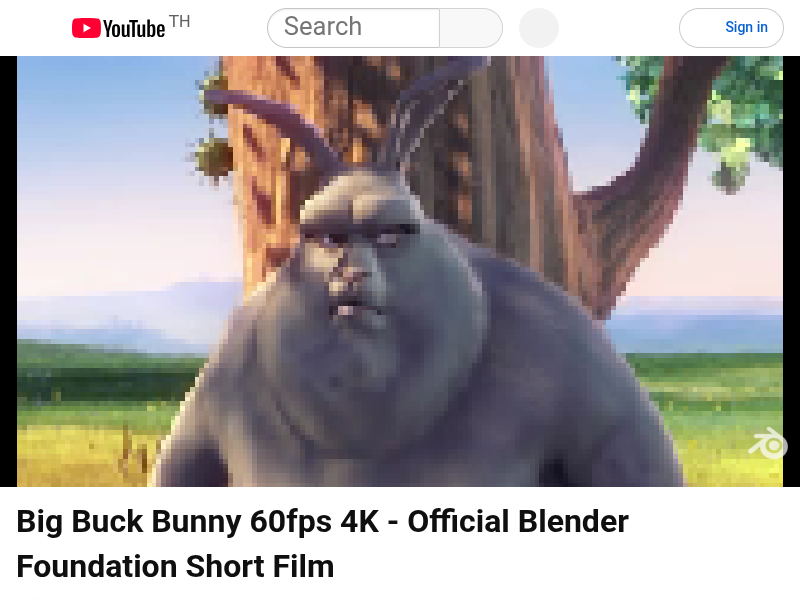 YouTube TH
Search
Sign in
Big Buck Bunny 60fps 4K - Official Blender
Foundation Short Film